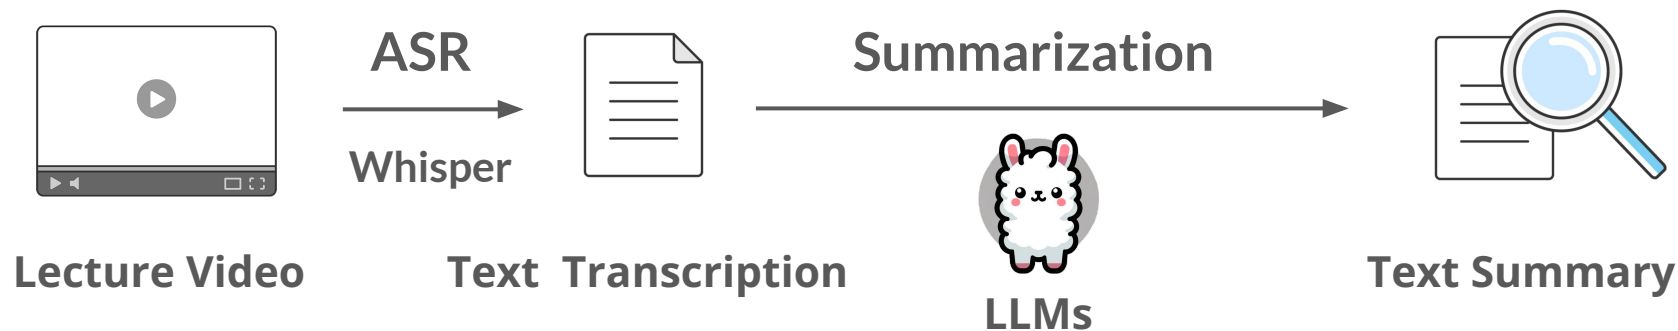 ASR
Summarization
Whisper
Lecture Video
Text Transcription
LLMs
Text Summary